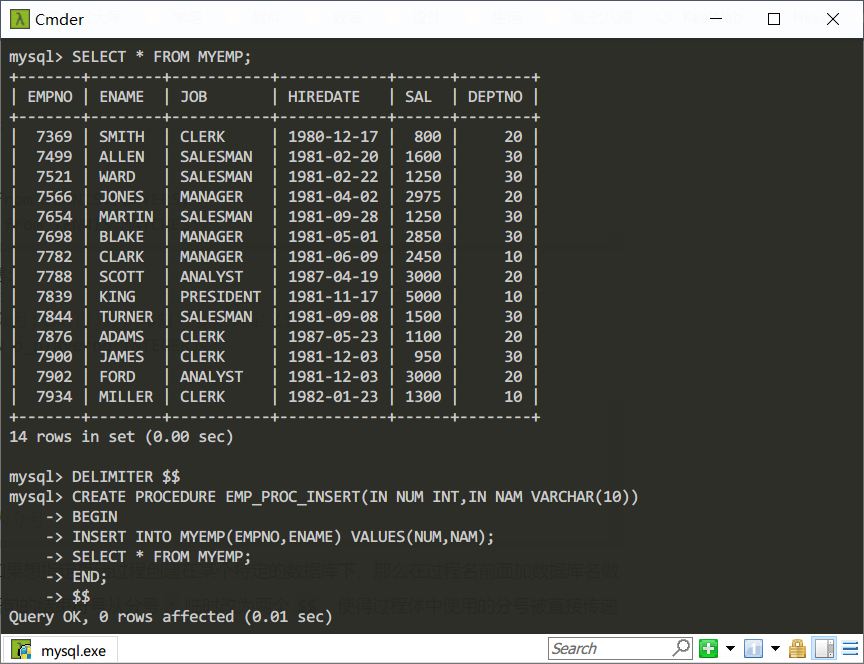 Cmder
mysql> SELECT * FROM MYEMP;
+-------+--------+-----------+------------+------+--------+
| EMPNO | ENAME  | JOB       | HIREDATE   | SAL  | DEPTNO |
+-------+--------+-----------+------------+------+--------+
|  7369 | SMITH  | CLERK     | 1980-12-17 |  800 |     20 |
|  7499 | ALLEN  | SALESMAN  | 1981-02-20 | 1600 |     30 |
|  7521 | WARD   | SALESMAN  | 1981-02-22 | 1250 |     30 |
|  7566 | JONES  | MANAGER   | 1981-04-02 | 2975 |     20 |
|  7654 | MARTIN | SALESMAN  | 1981-09-28 | 1250 |     30 |
|  7698 | BLAKE  | MANAGER   | 1981-05-01 | 2850 |     30 |
|  7782 | CLARK  | MANAGER   | 1981-06-09 | 2450 |     10 |
|  7788 | SCOTT  | ANALYST   | 1987-04-19 | 3000 |     20 |
|  7839 | KING   | PRESIDENT | 1981-11-17 | 5000 |     10 |
|  7844 | TURNER | SALESMAN  | 1981-09-08 | 1500 |     30 |
|  7876 | ADAMS  | CLERK     | 1987-05-23 | 1100 |     20 |
|  7900 | JAMES  | CLERK     | 1981-12-03 |  950 |     30 |
|  7902 | FORD   | ANALYST   | 1981-12-03 | 3000 |     20 |
|  7934 | MILLER | CLERK     | 1982-01-23 | 1300 |     10 |
+-------+--------+-----------+------------+------+--------+
14 rows in set (0.00 sec)
mysql> DELIMITER $$
mysql> CREATE PROCEDURE EMP_PROC_INSERT(IN NUM INT,IN NAM VARCHAR(10))
    -> BEGIN
    -> INSERT INTO MYEMP(EMPNO,ENAME) VALUES(NUM,NAM);
    -> SELECT * FROM MYEMP;
    -> END;
    -> $$
Query OK, 0 rows affected (0.01 sec)
mysql.exe
Search